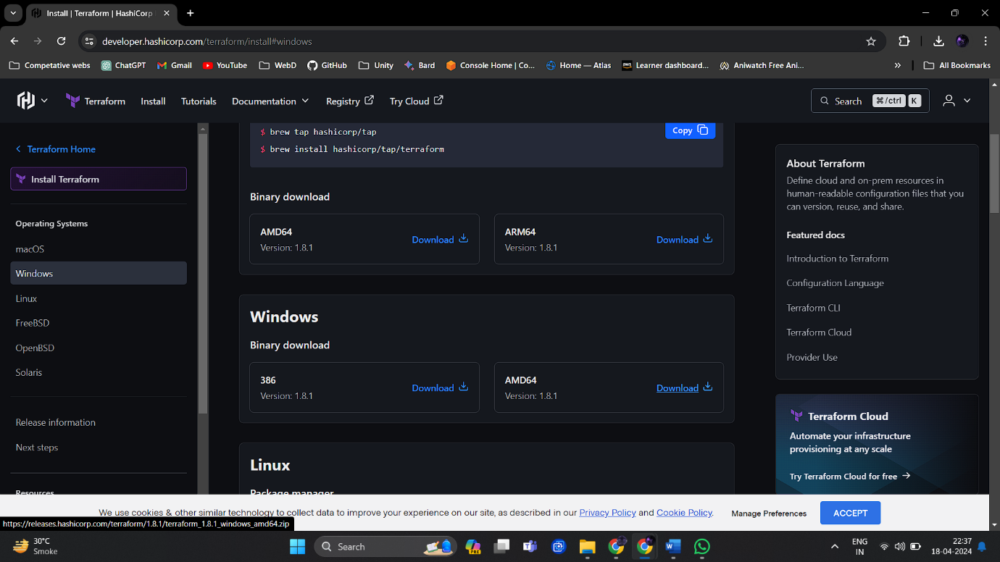 Install | Terraform | HashiCorp
developer.hashicorp.com/terraform/install#windows
Competative webs
ChatGPT
Gmail
YouTube
WebD
GitHub
Unity
Bard
Console Home | Co...
Home — Atlas
aws
Learner dashboard...
Aniwatch Free Ani...
»
All Bookmarks
Terraform
Install
Tutorials
Documentation
Registry
Try Cloud
Search
⌘/ctrl
K
Terraform Home
Install Terraform
Operating Systems
macOS
Windows
Linux
FreeBSD
OpenBSD
Solaris
Release information
Next steps
Resources
$ brew tap hashicorp/tap
$ brew install hashicorp/tap/terraform
Copy
Binary download
AMD64
Version: 1.8.1
Download
ARM64
Version: 1.8.1
Download
Windows
Binary download
386
Version: 1.8.1
Download
AMD64
Version: 1.8.1
Download
Linux
Package manager
About Terraform
Define cloud and on-prem resources in
human-readable configuration files that you
can version, reuse, and share.
Featured docs
Introduction to Terraform
Configuration Language
Terraform CLI
Terraform Cloud
Provider Use
Terraform Cloud
Automate your infrastructure
provisioning at any scale
Try Terraform Cloud for free →
We use cookies & other similar technology to collect data to improve your experience on our site, as described in our Privacy Policy and Cookie Policy.
Manage Preferences
ACCEPT
https://releases.hashicorp.com/terraform/1.8.1/terraform_1.8.1_windows_amd64.zip
30°C
Smoke
Search
PRE
ENG
IN
22:37
18-04-2024